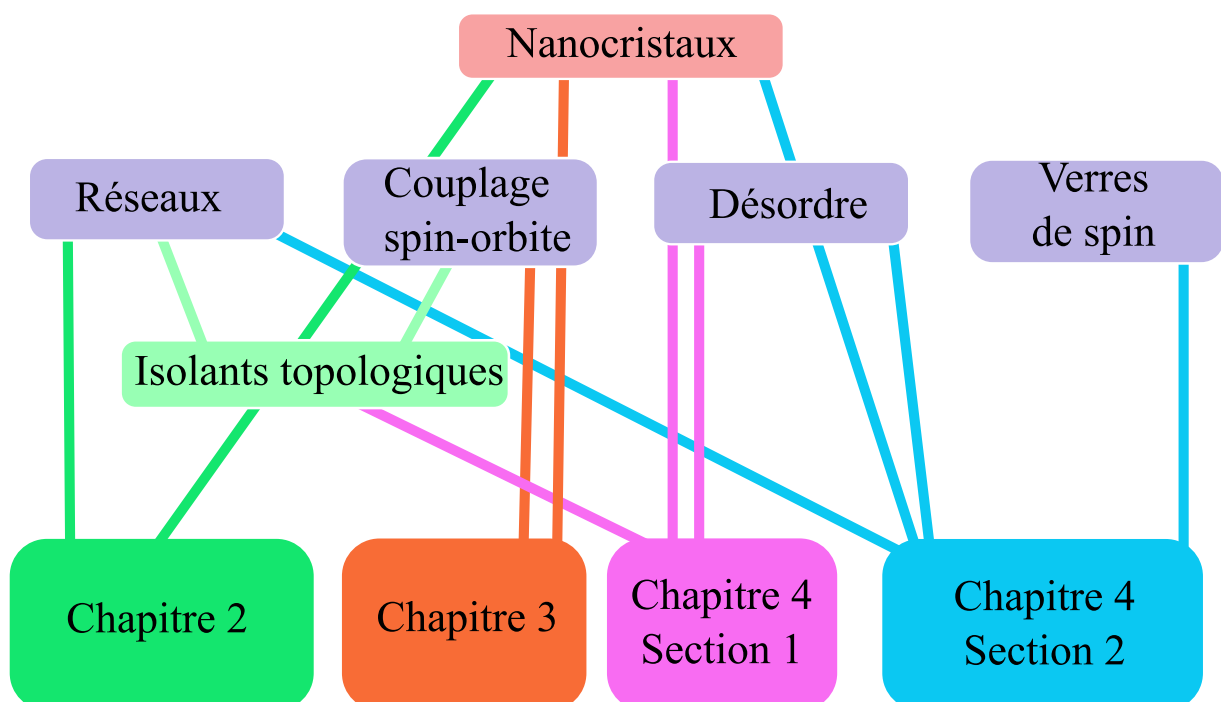 Nanocristaux
Réseaux
Couplage
spin-orbite
Désordre
Verres
de spin
Isolants topologiques
Chapitre 2
Chapitre 3
Chapitre 4
Section 1
Chapitre 4
Section 2